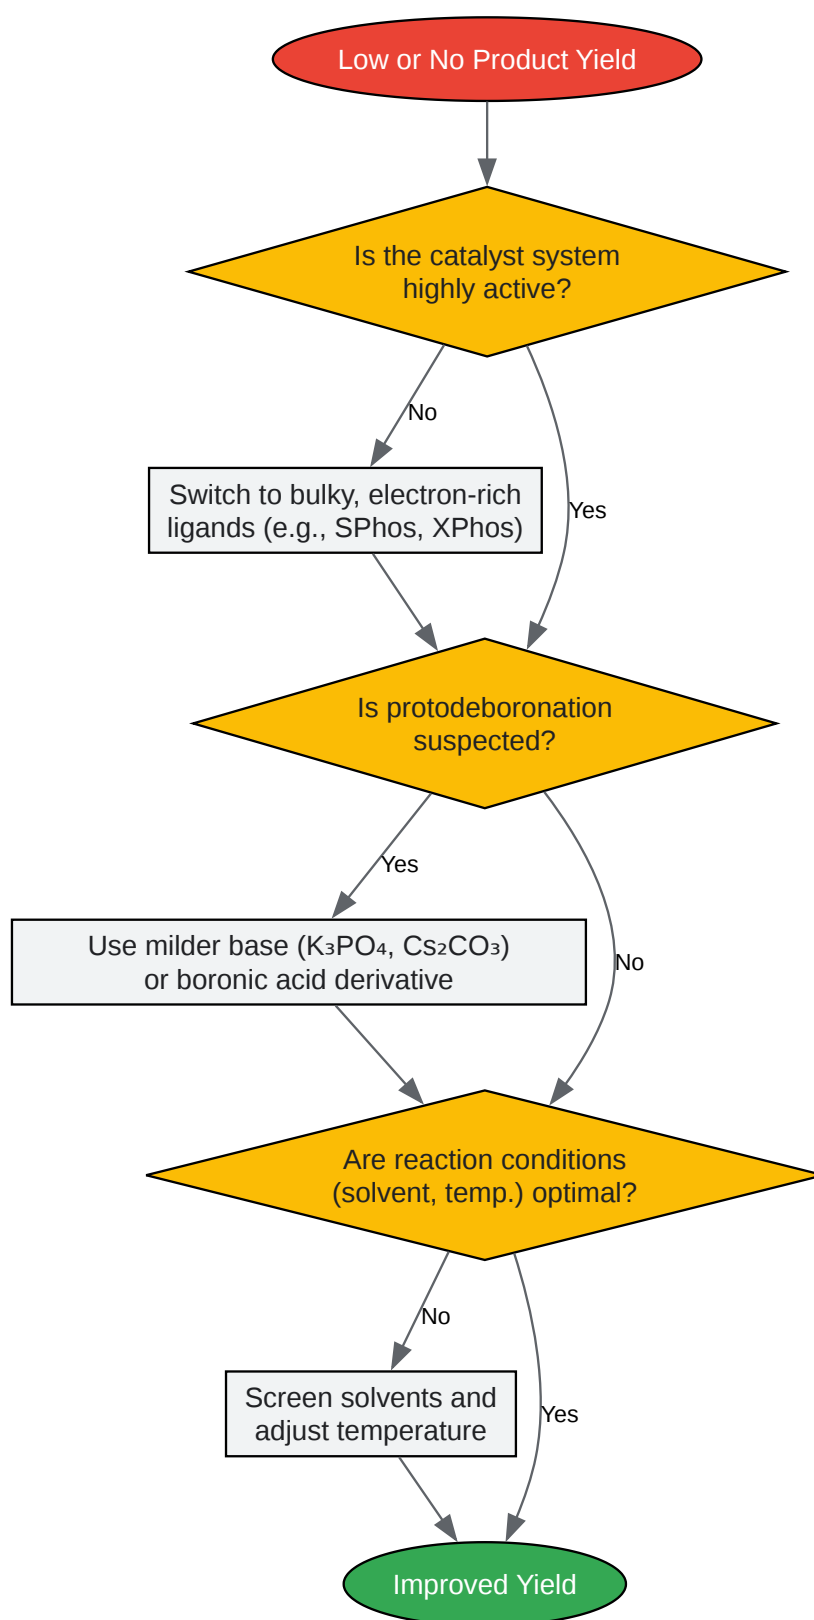 Low or No Product Yield
Is the catalyst system
highly active?
No
Switch to bulky, electron-rich
ligands (e.g., SPhos, XPhos)
Yes
Is protodeboronation
suspected?
Yes
Use milder base (K₃PO₄, Cs₂CO₃)
or boronic acid derivative
No
Are reaction conditions
(solvent, temp.) optimal?
No
Screen solvents and
adjust temperature
Yes
Improved Yield